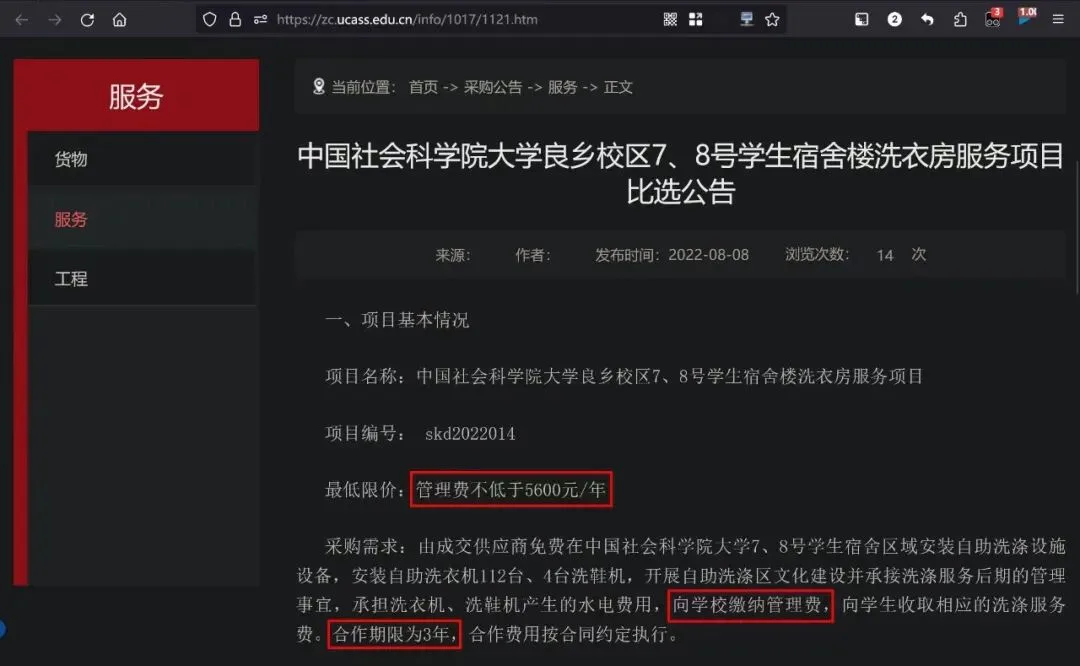 https://zc.ucass.edu.cn/info/1017/1121.htm
2
3
1.00
服务
货物
服务
工程
当前位置: 首页 -> 采购公告 -> 服务 -> 正文
中国社会科学院大学良乡校区7、8号学生宿舍楼洗衣房服务项目
比选公告
来源: 作者: 发布时间: 2022-08-08 浏览次数: 14 次
一、项目基本情况
项目名称: 中国社会科学院大学良乡校区7、8号学生宿舍楼洗衣房服务项目
项目编号: skd2022014
最低限价: 管理费不低于5600元/年
采购需求: 由成交供应商免费在中国社会科学院大学7、8号学生宿舍区域安装自助洗涤设施
设备, 安装自助洗衣机112台、4台洗鞋机, 开展自助洗涤区文化建设并承接洗涤服务后期的管理
事宜, 承担洗衣机、洗鞋机产生的水电费用, 向学校缴纳管理费, 向学生收取相应的洗涤服务
费。合作期限为3年, 合作费用按合同约定执行。